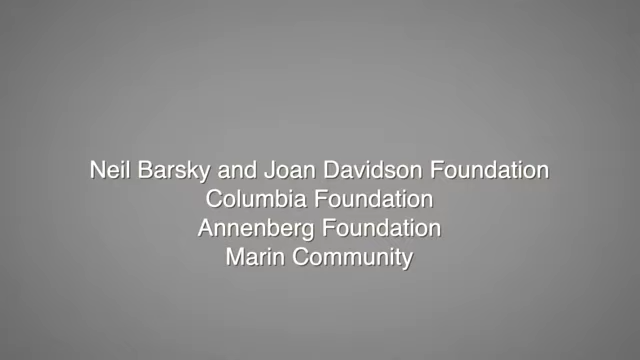 Neil Barsky and Joan Davidson Foundation
Columbia Foundation
Annenberg Foundation
Marin Community